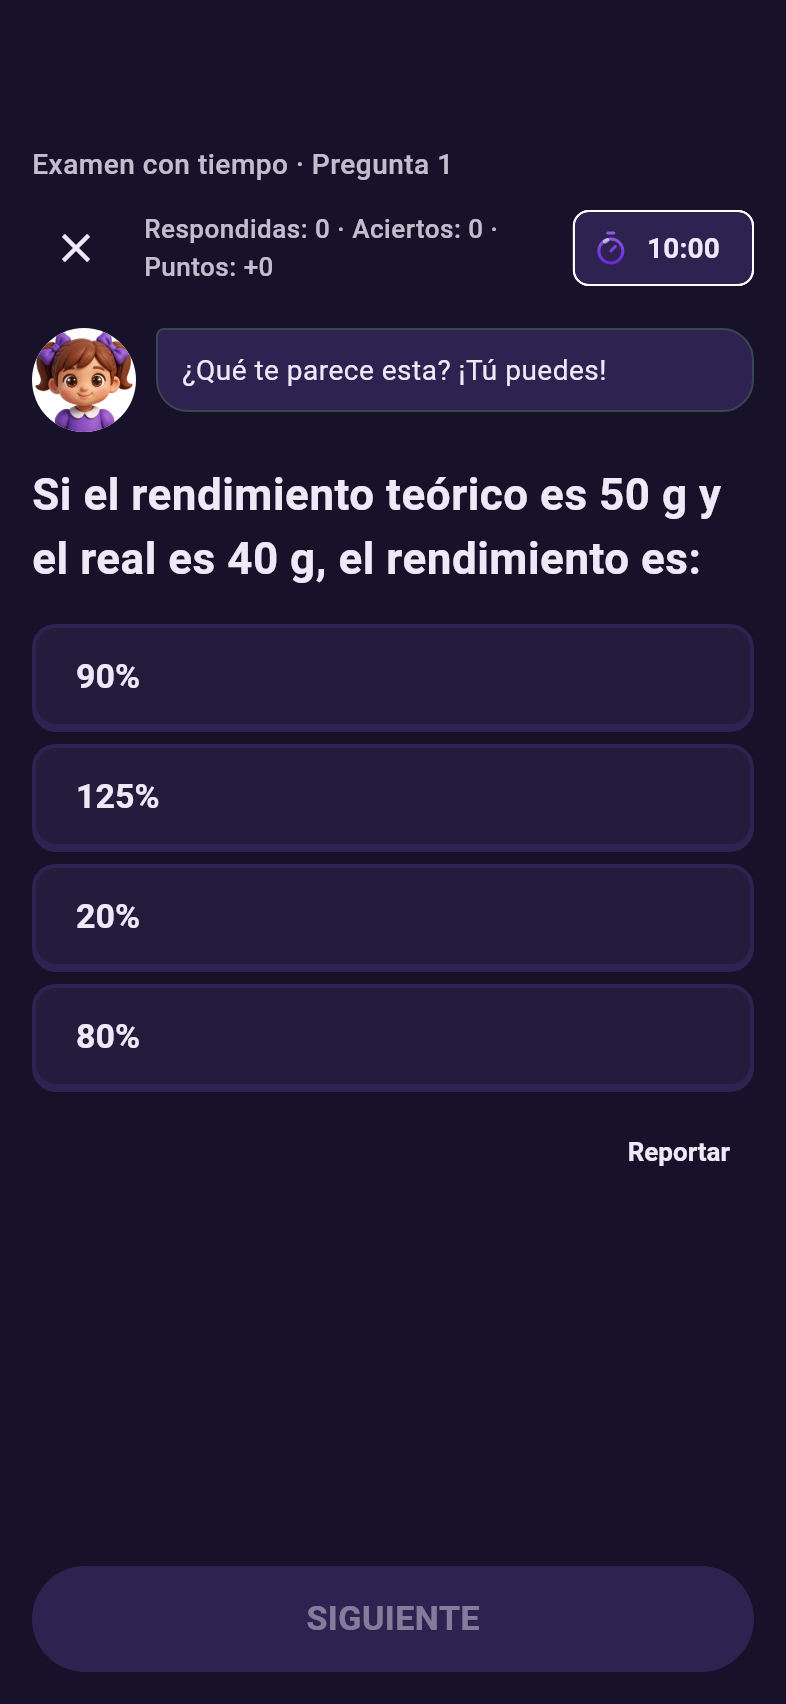 Examen con tiempo · Pregunta 1
Respondidas: 0 · Aciertos: 0 ·
Puntos: +0
10:00
¿Qué te parece esta? ¡Tú puedes!
Si el rendimiento teórico es 50 g y
el real es 40 g, el rendimiento es:
90%
125%
20%
80%
Reportar
SIGUIENTE